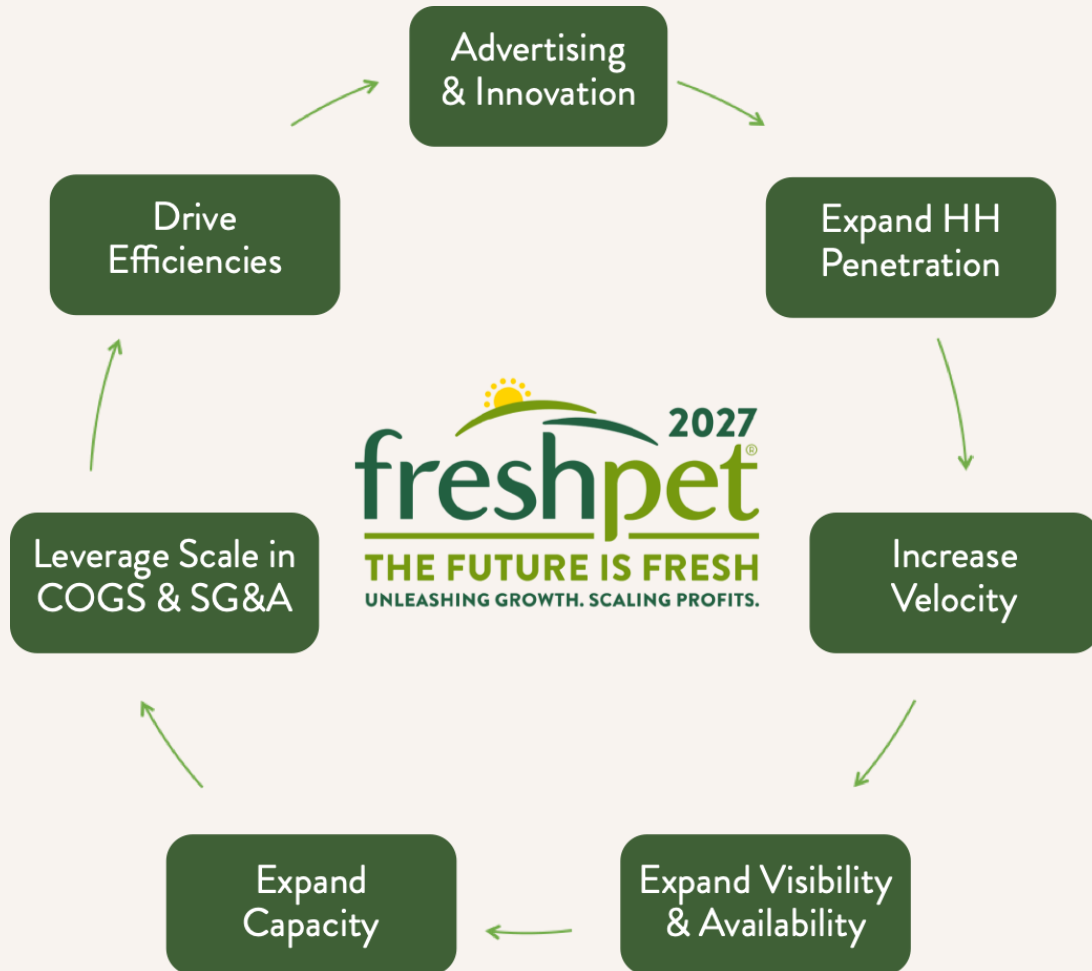 Advertising
& Innovation
Expand HH
Penetration
Increase
Velocity
Expand Visibility
& Availability
Expand
Capacity
Leverage Scale in
COGS & SG&A
Drive
Efficiencies
2027
freshpet®
THE FUTURE IS FRESH
UNLEASHING GROWTH. SCALING PROFITS.